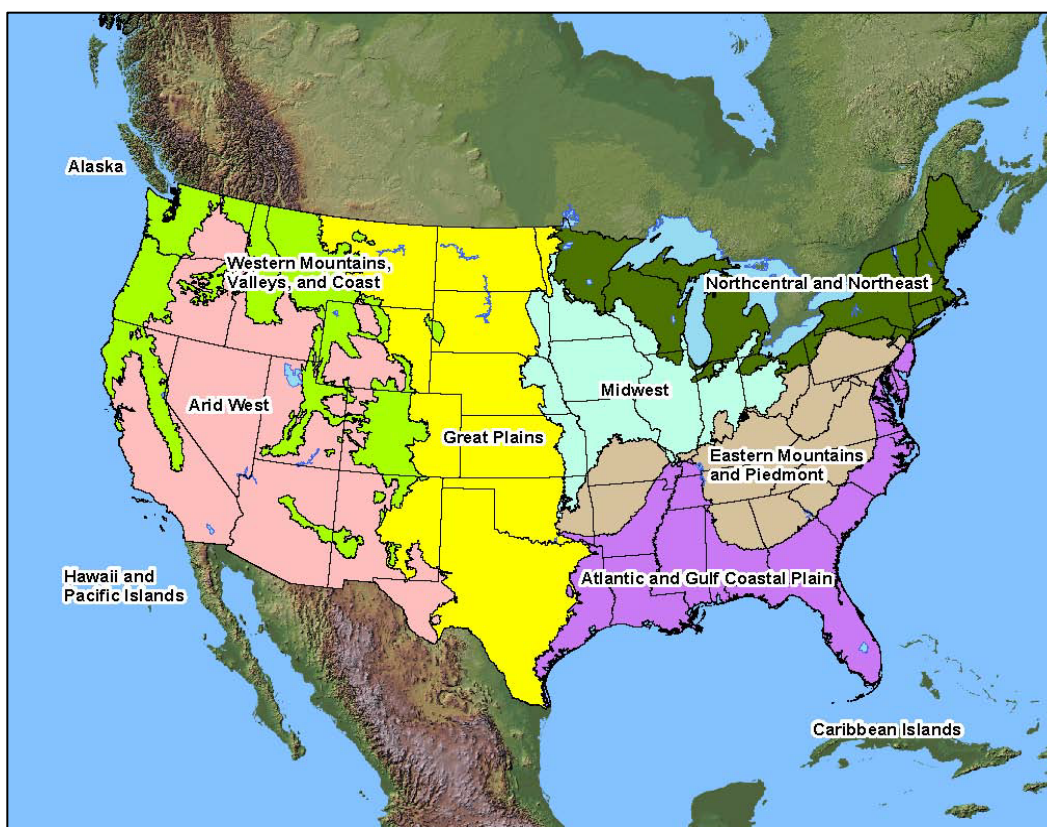 Alaska
Western Mountains,
Valleys, and Coast
Northcentral and Northeast
Midwest
Arid West
Great Plains
Eastern Mountains
and Piedmont
Hawaii and
Pacific Islands
Atlantic and Gulf Coastal Plain
Caribbean Islands